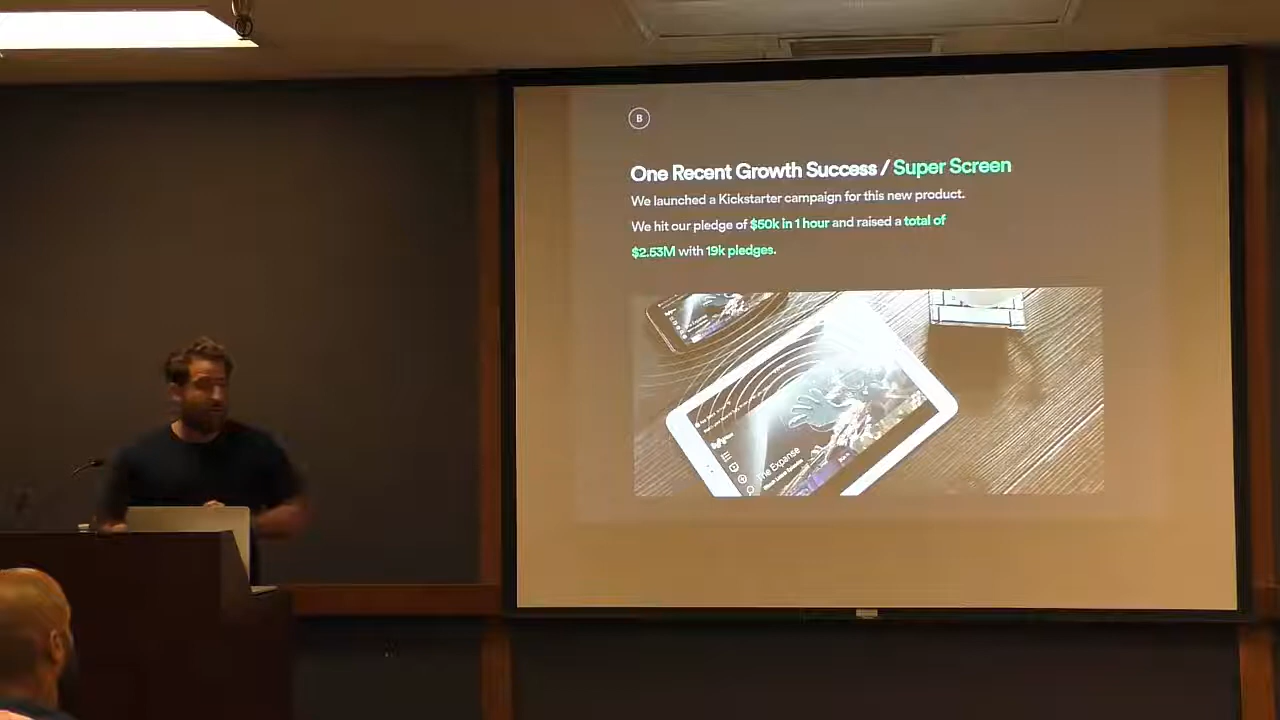 B
One Recent Growth Success / Super Screen
We launched a Kickstarter campaign for this new product.
We hit our pledge of $50k in 1 hour and raised a total of
$2.53M with 19k pledges.
The Expanse